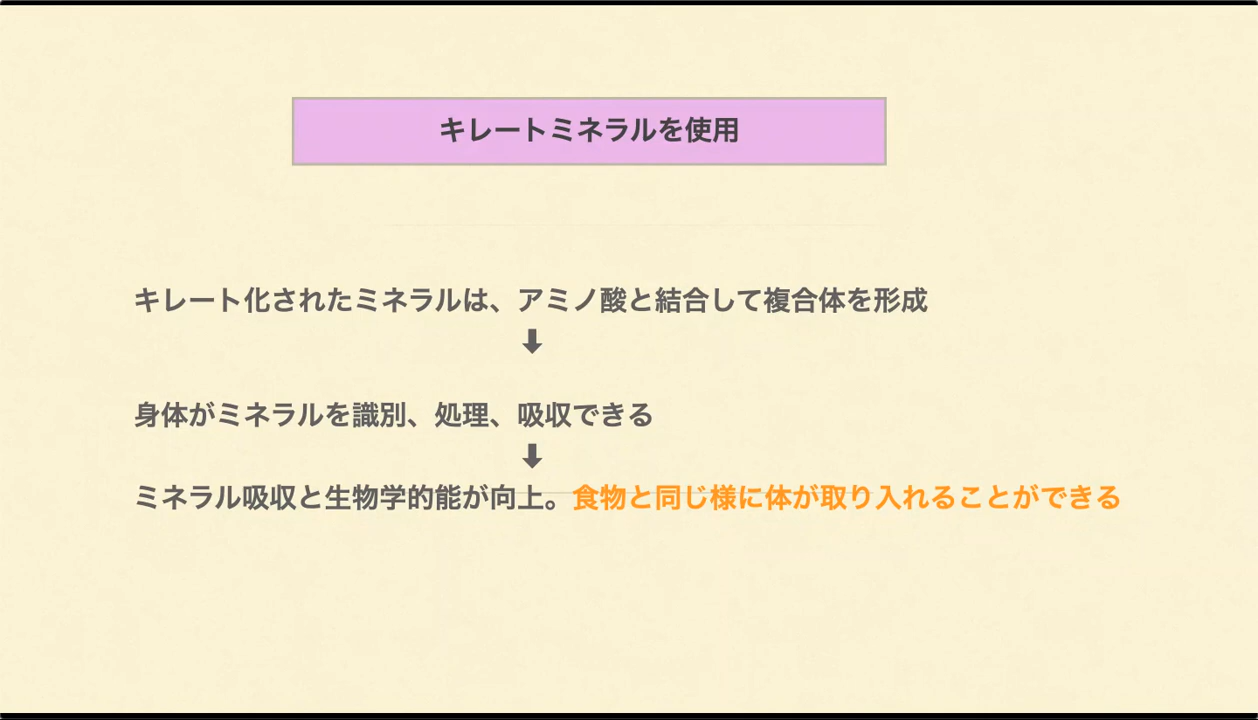 キレートミネラルを使用
キレート化されたミネラルは、アミノ酸と結合して複合体を形成
⬇
身体がミネラルを識別、処理、吸収できる
⬇
ミネラル吸収と生物学的能が向上。食物と同じ様に体が取り入れることができる